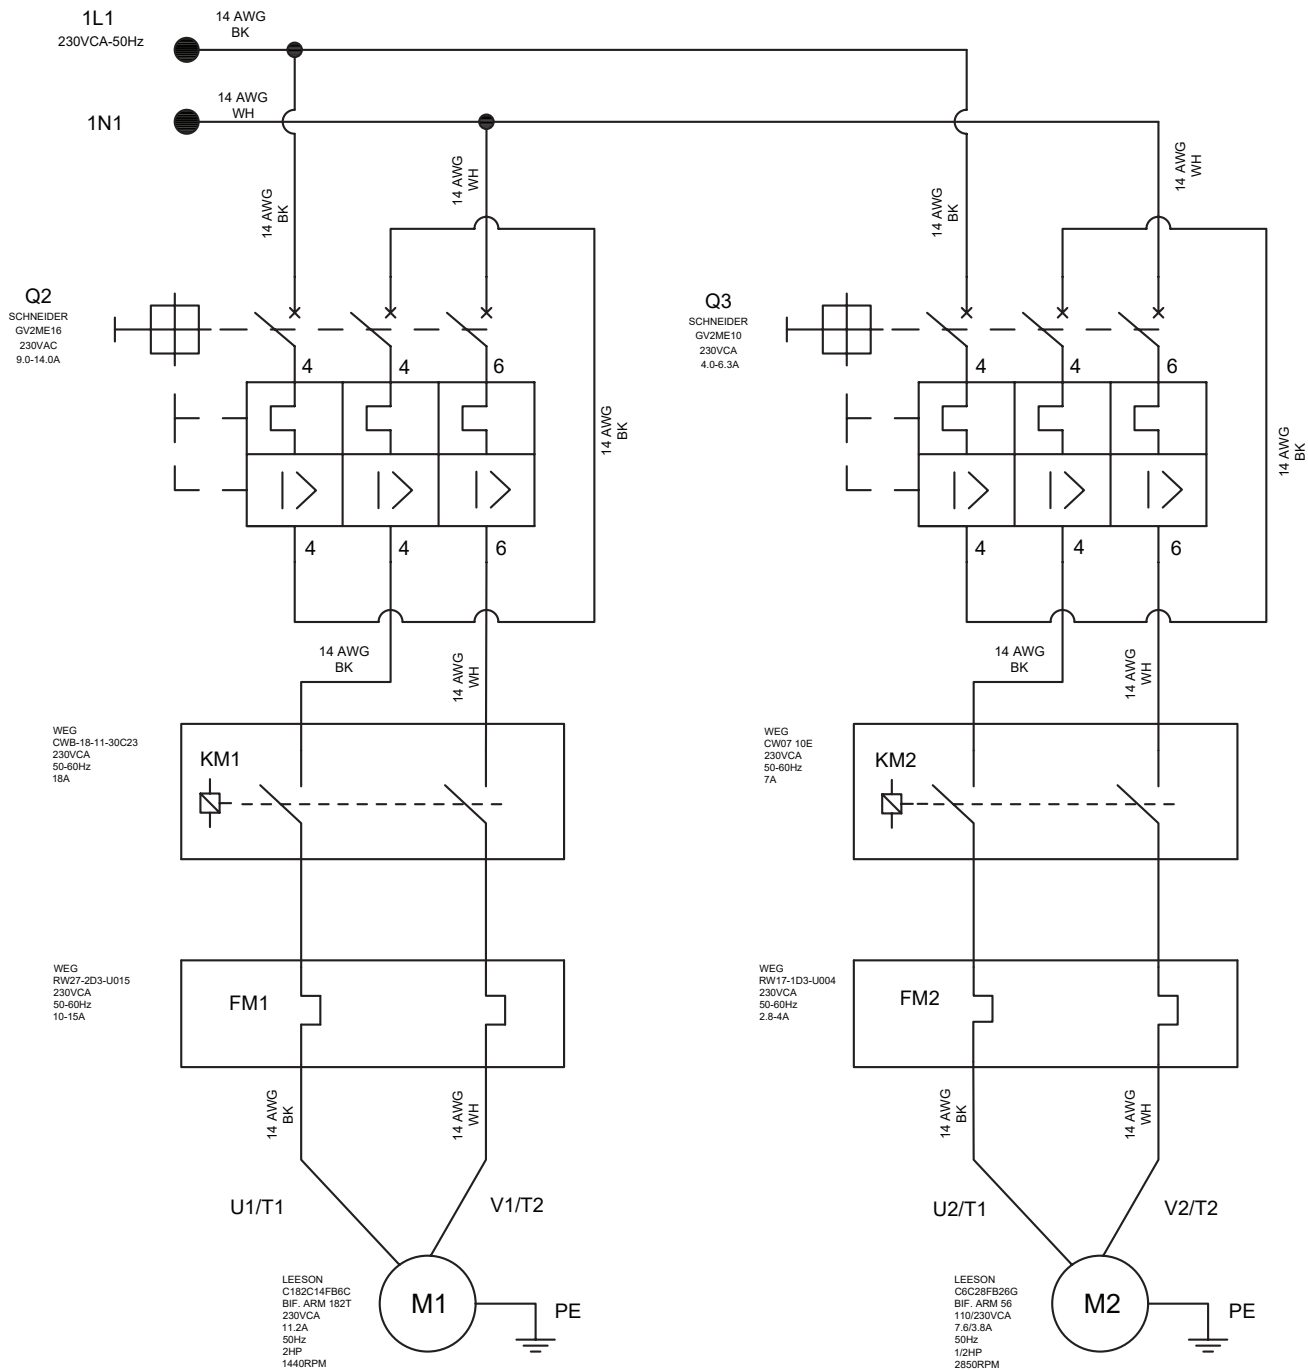 1L1
230VCA-50Hz
14 AWG
BK
1N1
14 AWG
WH
14 AWG
BK
14 AWG
WH
14 AWG
BK
14 AWG
WH
Q2
SCHNEIDER
GV2ME16
230VAC
9.0-14.0A
Q3
SCHNEIDER
GV2ME10
230VCA
4.0-6.3A
4
4
6
4
4
6
14 AWG
BK
14 AWG
BK
4
4
6
4
4
6
14 AWG
BK
14 AWG
WH
14 AWG
BK
14 AWG
WH
WEG
CWB-18-11-30C23
230VCA
50-60Hz
18A
KM1
WEG
CW07 10E
230VCA
50-60Hz
7A
KM2
WEG
RW27-2D3-U015
230VCA
50-60Hz
10-15A
FM1
WEG
RW17-1D3-U004
230VCA
50-60Hz
2.8-4A
FM2
14 AWG
BK
14 AWG
WH
14 AWG
BK
14 AWG
WH
U1/T1
V1/T2
U2/T1
V2/T2
LEESON
C182C14FB6C
BIF. ARM 182T
230VCA
11.2A
50Hz
2HP
1440RPM
M1
PE
LEESON
C6C28FB26G
BIF. ARM 56
110/230VCA
7.6/3.8A
50Hz
1/2HP
2850RPM
M2
PE